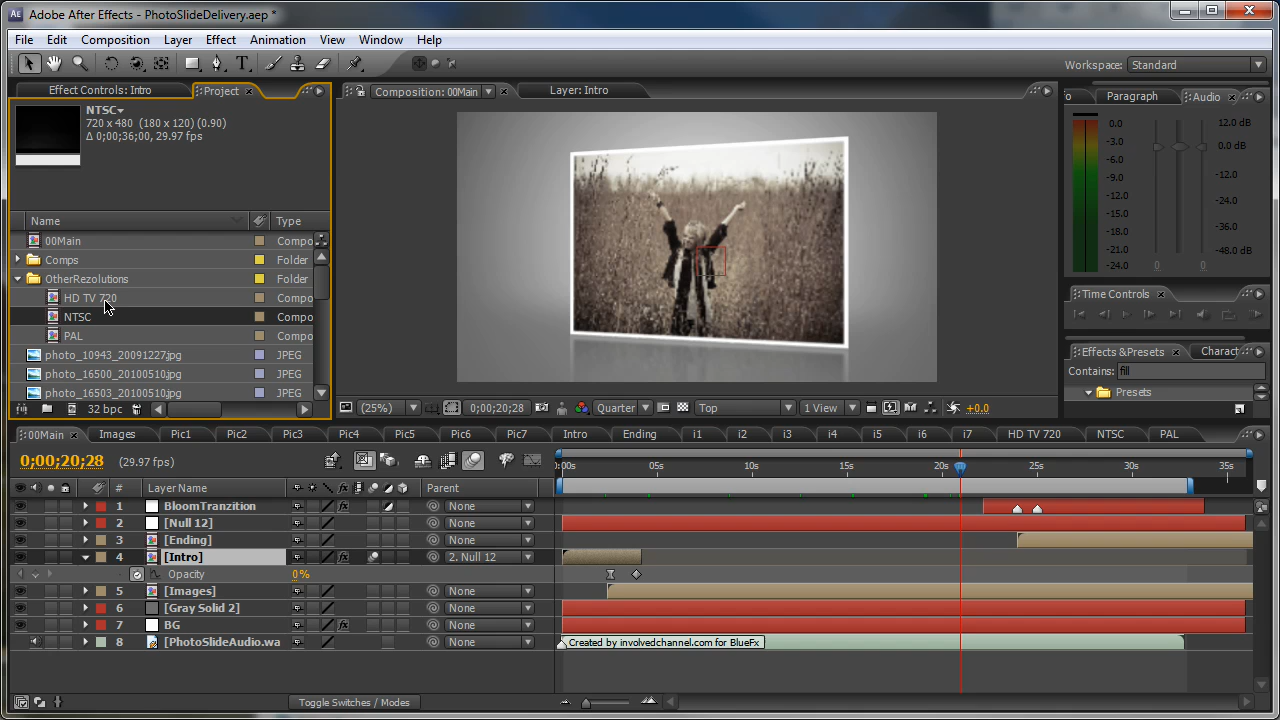 Adobe After Effects - PhotoSlideDelivery.aep *
File Edit Composition Layer Effect Animation View Window Help
Workspace: Standard
Effect Controls: Intro
Project
Composition: 00Main
Layer: Intro
Paragraph
Audio
NTSC
720 x 480 (180 x 120) (0.90)
Δ 0;00;36;00, 29.97 fps
Name Type
00Main Compo
Comps Folder
OtherRezolutions Folder
HD TV 720 Compo
NTSC Compo
PAL Compo
photo_10943_20091227.jpg JPEG
photo_16500_20100510.jpg JPEG
photo_16503_20100510.jpg JPEG
32 bpc
0.0 12.0 dB
-3.0 0.0 dB
-6.0
-9.0 -12.0
-12.0
-15.0 -24.0
-18.0 -36.0
-21.0 -48.0 dB
-24.0 0 0
Time Controls
Effects & Presets Charact
Contains: fill
Presets
(25%) 0;00;20;28 Quarter Top 1 View +0.0
00Main Images Pic1 Pic2 Pic3 Pic4 Pic5 Pic6 Pic7 Intro Ending i1 i2 i3 i4 i5 i6 i7 HD TV 720 NTSC PAL
0;00;20;28 (29.97 fps)
0:00s 05s 10s 15s 20s 25s 30s 35s
# Layer Name Parent
1 BloomTranzition None
2 [Null 12] None
3 [Ending] None
4 [Intro] 2. Null 12
Opacity 0%
5 [Images] None
6 [Gray Solid 2] None
7 BG None
8 [PhotoSlideAudio.wa None
Created by involvedchannel.com for BlueFx
Toggle Switches / Modes